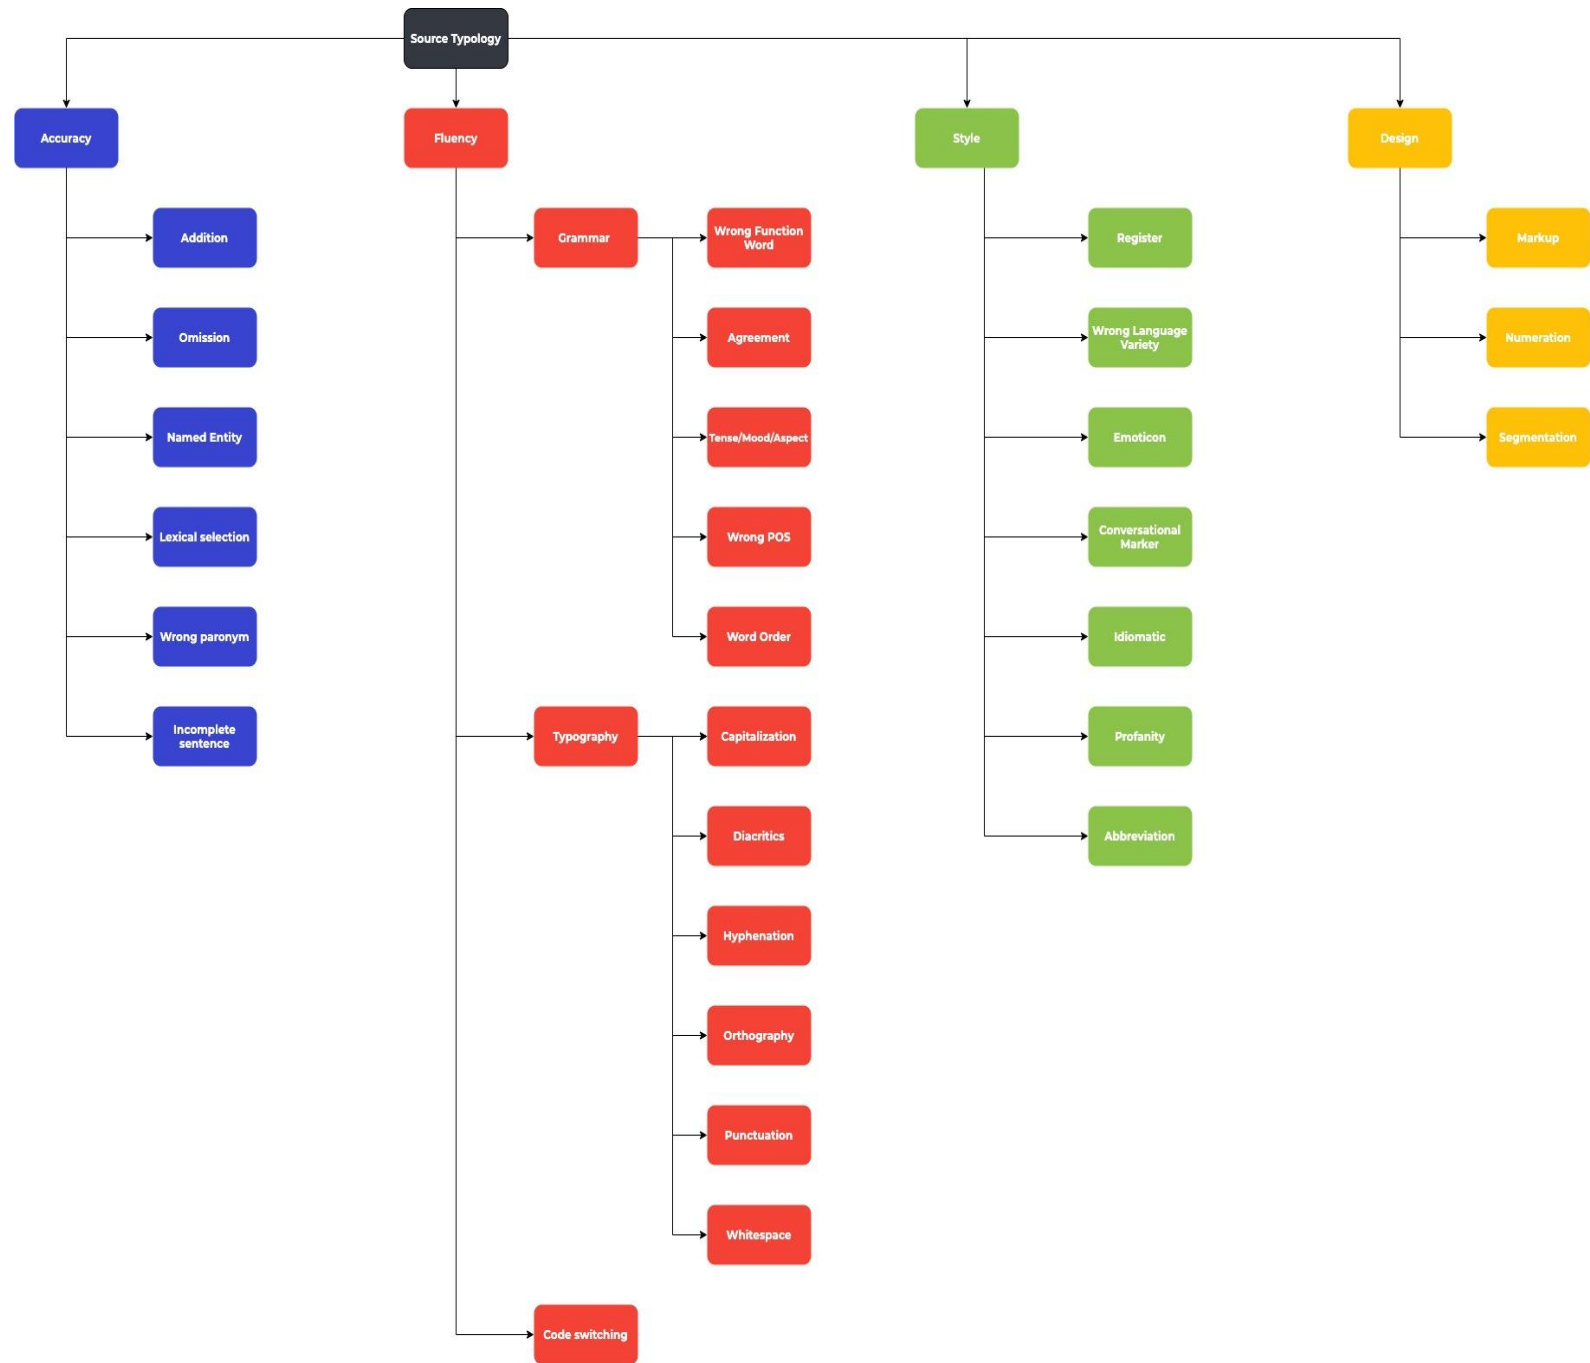 Source Typology
Accuracy
Fluency
Style
Design
Addition
Omission
Named Entity
Lexical selection
Wrong paronym
Incomplete
sentence
Grammar
Wrong Function
Word
Agreement
Tense/Mood/Aspect
Wrong POS
Word Order
Typography
Capitalization
Diacritics
Hyphenation
Orthography
Punctuation
Whitespace
Code switching
Register
Wrong Language
Variety
Emoticon
Conversational
Marker
Idiomatic
Profanity
Abbreviation
Markup
Numeration
Segmentation